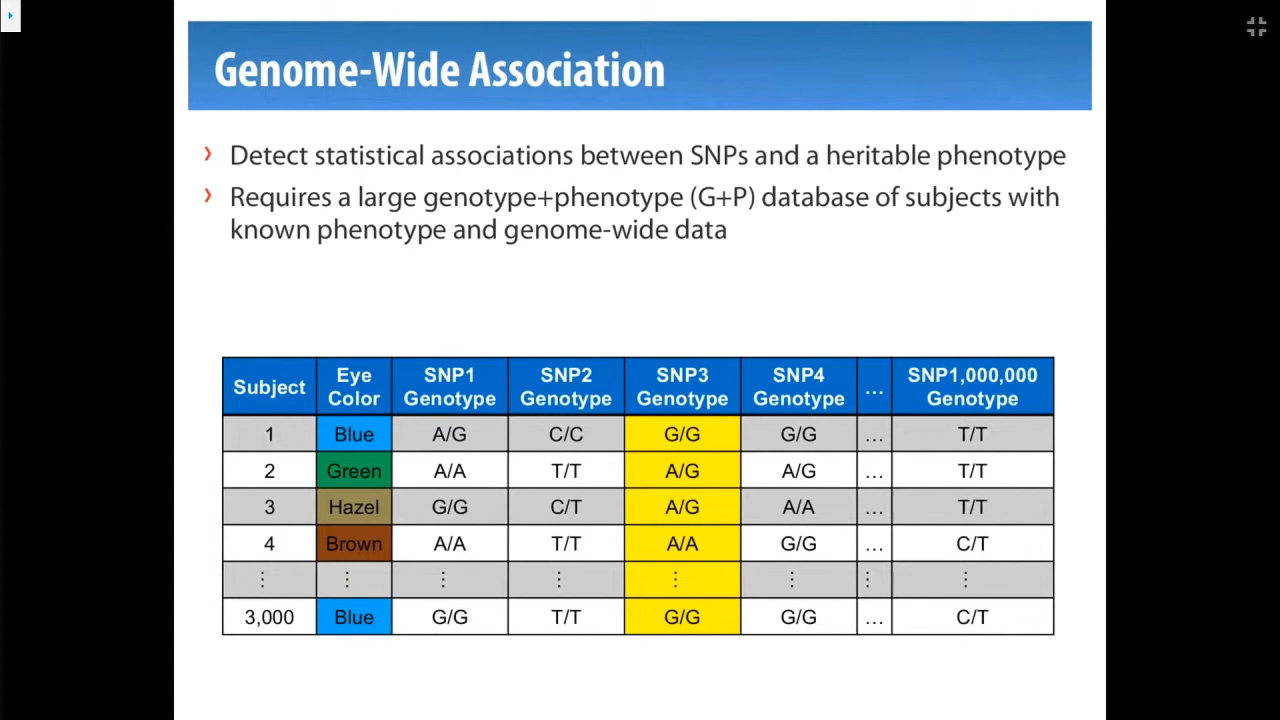 Genome-Wide Association
› Detect statistical associations between SNPs and a heritable phenotype
› Requires a large genotype+phenotype (G+P) database of subjects with
known phenotype and genome-wide data
Subject Eye Color SNP1 Genotype SNP2 Genotype SNP3 Genotype SNP4 Genotype … SNP1,000,000 Genotype
1 Blue A/G C/C G/G G/G … T/T
2 Green A/A T/T A/G A/G … T/T
3 Hazel G/G C/T A/G A/A … T/T
4 Brown A/A T/T A/A G/G … C/T
⋮ ⋮ ⋮ ⋮ ⋮ ⋮ ⋮ ⋮
3,000 Blue G/G T/T G/G G/G … C/T